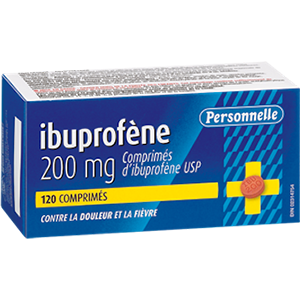 Personnelle
ibuprofène
200 mg Comprimés
d'ibuprofène USP
120 COMPRIMÉS
CONTRE LA DOULEUR ET LA FIÈVRE